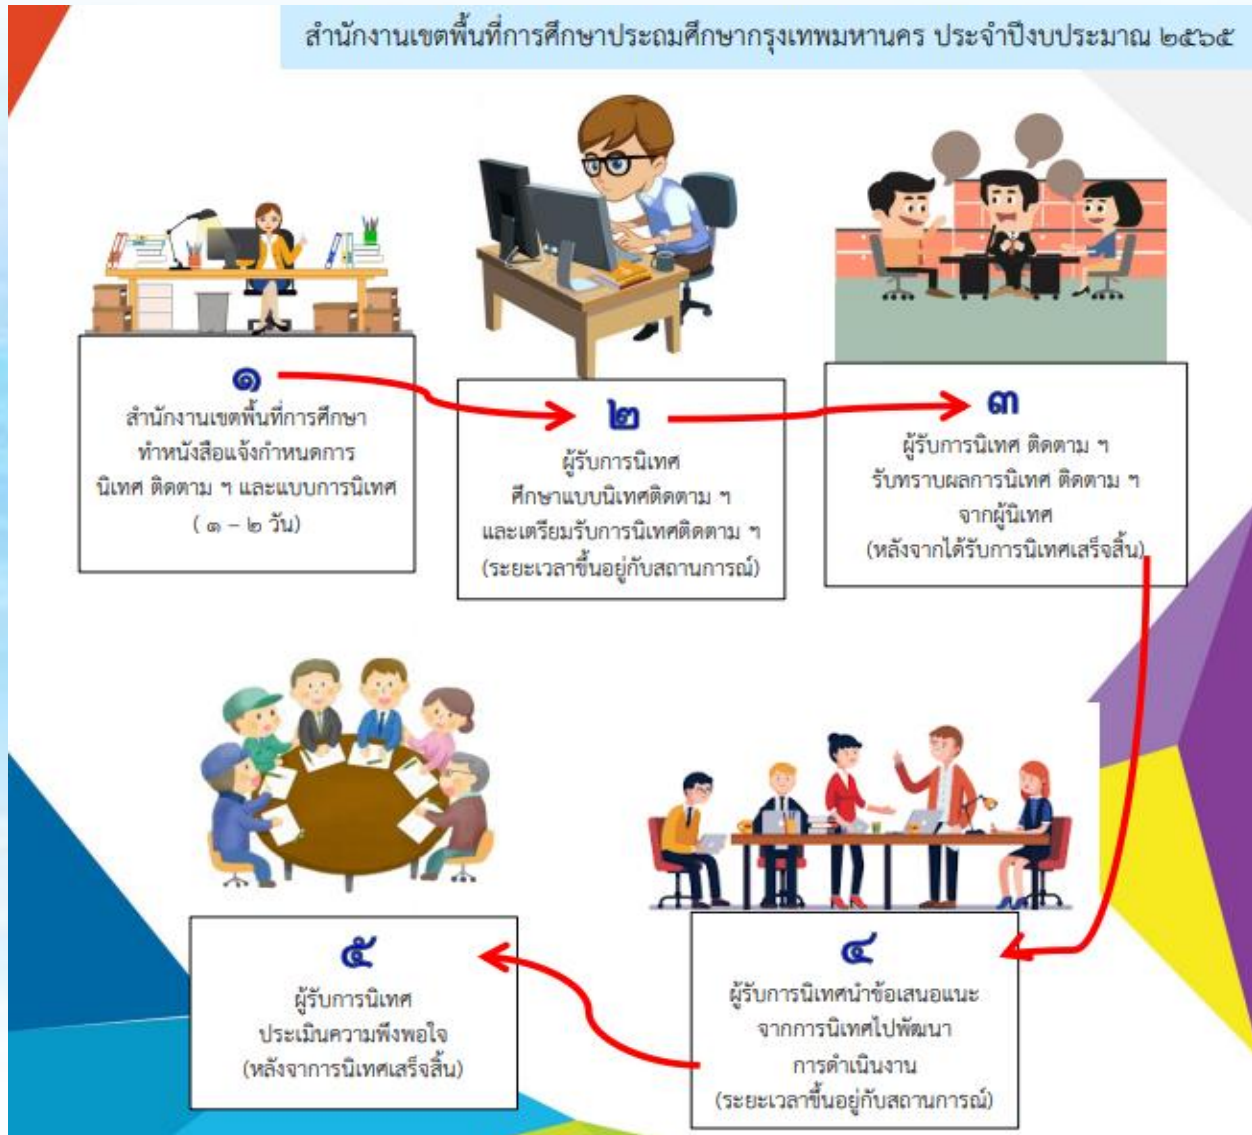 สำนักงานเขตพื้นที่การศึกษาประถมศึกษากรุงเทพมหานคร ประจำปีงบประมาณ ๒๕๖๕
๑
สำนักงานเขตพื้นที่การศึกษา
ทำหนังสือแจ้งกำหนดการ
นิเทศ ติดตาม ฯ และแบบการนิเทศ
( ๑ – ๒ วัน)
๒
ผู้รับการนิเทศ
ศึกษาแบบนิเทศติดตาม ฯ
และเตรียมรับการนิเทศติดตาม ฯ
(ระยะเวลาขึ้นอยู่กับสถานการณ์)
๓
ผู้รับการนิเทศ ติดตาม ฯ
รับทราบผลการนิเทศ ติดตาม ฯ
จากผู้นิเทศ
(หลังจากได้รับการนิเทศเสร็จสิ้น)
๔
ผู้รับการนิเทศนำข้อเสนอแนะ
จากการนิเทศไปพัฒนา
การดำเนินงาน
(ระยะเวลาขึ้นอยู่กับสถานการณ์)
๕
ผู้รับการนิเทศ
ประเมินความพึงพอใจ
(หลังจาการนิเทศเสร็จสิ้น)